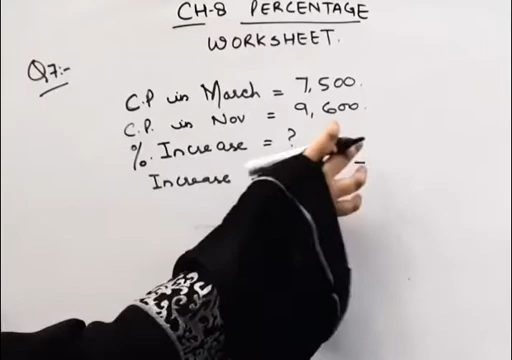 CH-8 PERCENTAGE
WORKSHEET.
Q7:-
C.P in March = 7,500.
C.P. in Nov = 9,600.
%. Increase = ?
Increase